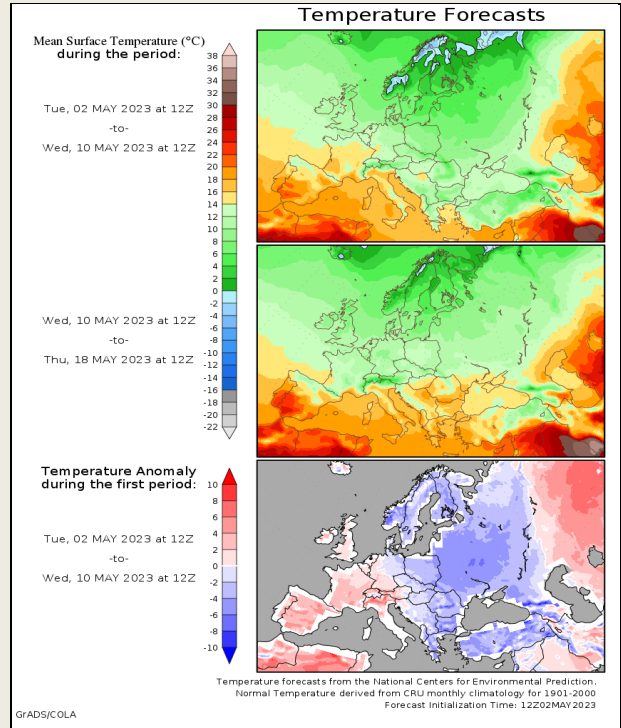 Temperature Forecasts
Mean Surface Temperature (°C)
during the period:
Tue, 02 MAY 2023 at 12Z
-to-
Wed, 10 MAY 2023 at 12Z
38
36
34
32
30
28
26
24
22
20
18
16
14
12
10
8
6
4
2
0
-2
-4
-6
-8
-10
-12
-14
-16
-18
-20
-22
Wed, 10 MAY 2023 at 12Z
-to-
Thu, 18 MAY 2023 at 12Z
Temperature Anomaly
during the first period:
Tue, 02 MAY 2023 at 12Z
-to-
Wed, 10 MAY 2023 at 12Z
10
8
6
4
2
0
-2
-4
-6
-8
-10
Temperature forecasts from the National Centers for Environmental Prediction.
Normal Temperature derived from CRU monthly climatology for 1901-2000
Forecast Initialization Time: 12Z02MAY2023
GrADS/COLA